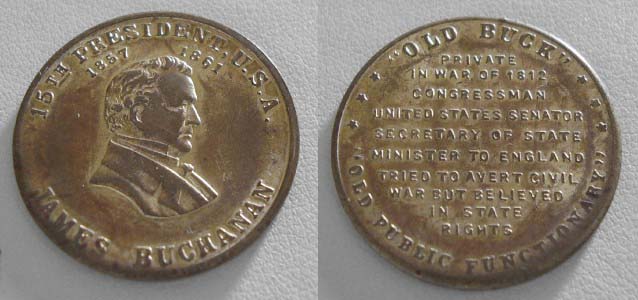 15TH PRESIDENT U.S.A.
1857 1861
JAMES BUCHANAN
"OLD BUCK"
PRIVATE
IN WAR OF 1812
CONGRESSMAN
UNITED STATES SENATOR
SECRETARY OF STATE
MINISTER TO ENGLAND
TRIED TO AVERT CIVIL
WAR BUT BELIEVED
IN STATE
RIGHTS
"OLD PUBLIC FUNCTIONARY"